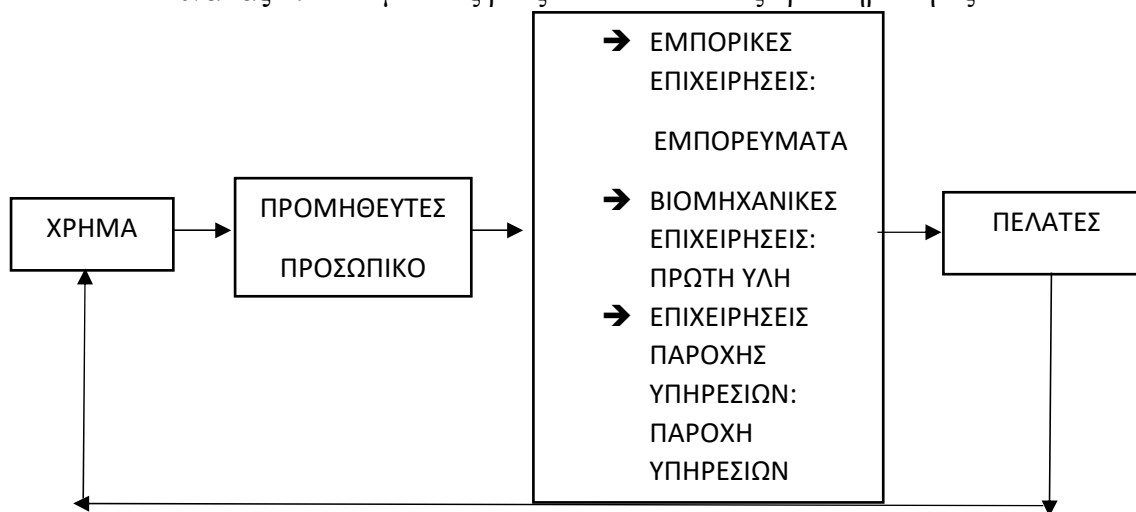 ΧΡΗΜΑ
ΠΡΟΜΗΘΕΥΤΕΣ
ΠΡΟΣΩΠΙΚΟ
➔ ΕΜΠΟΡΙΚΕΣ
ΕΠΙΧΕΙΡΗΣΕΙΣ:
ΕΜΠΟΡΕΥΜΑΤΑ
➔ ΒΙΟΜΗΧΑΝΙΚΕΣ
ΕΠΙΧΕΙΡΗΣΕΙΣ:
ΠΡΩΤΗ ΥΛΗ
➔ ΕΠΙΧΕΙΡΗΣΕΙΣ
ΠΑΡΟΧΗΣ
ΥΠΗΡΕΣΙΩΝ:
ΠΑΡΟΧΗ
ΥΠΗΡΕΣΙΩΝ
ΠΕΛΑΤΕΣ